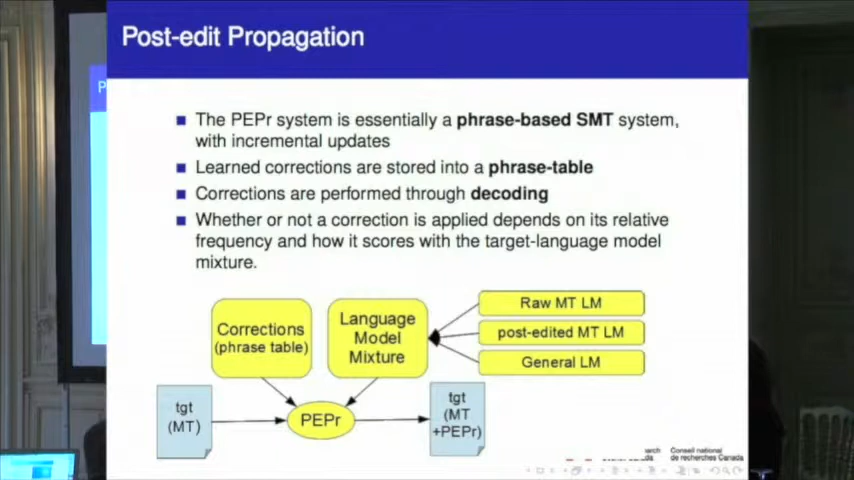 Post-edit Propagation
P
The PEPr system is essentially a phrase-based SMT system,
with incremental updates
Learned corrections are stored into a phrase-table
Corrections are performed through decoding
Whether or not a correction is applied depends on its relative
frequency and how it scores with the target-language model
mixture.
Corrections
(phrase table)
Language
Model
Mixture
Raw MT LM
post-edited MT LM
General LM
tgt
(MT)
PEPr
tgt
(MT
+PEPr)
Conseil national
de recherches Canada